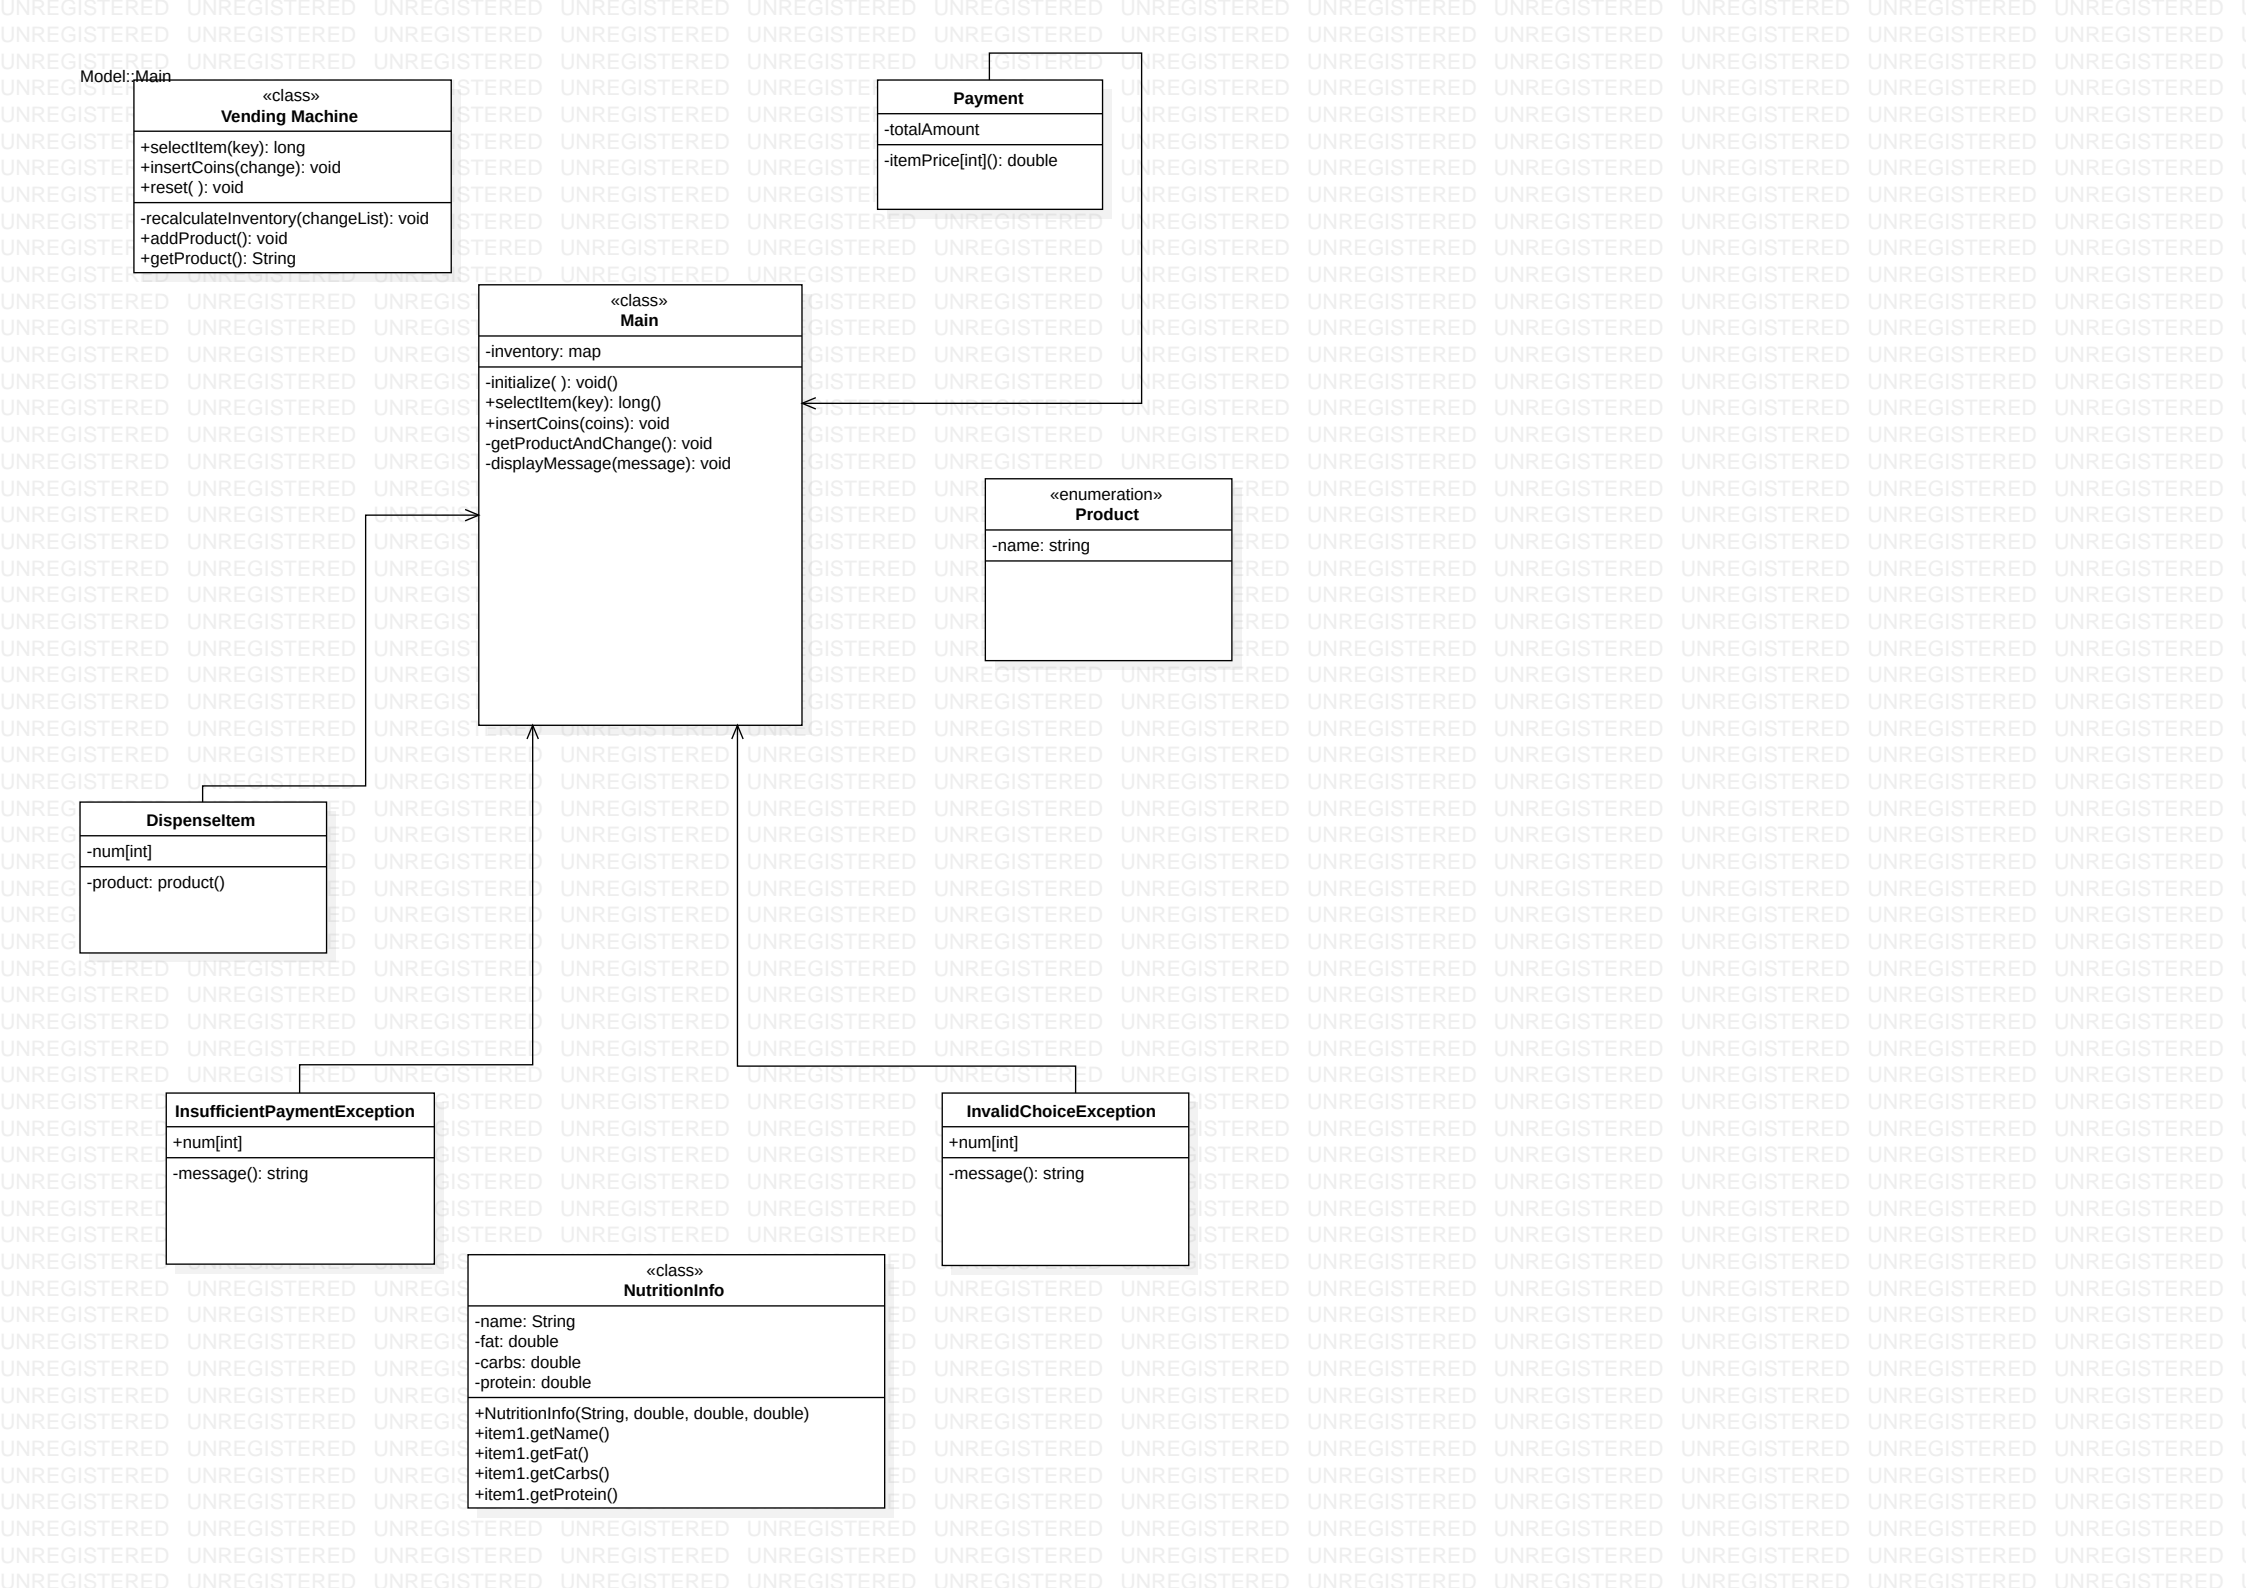 Model::Main
«class»
Vending Machine
+selectItem(key): long
+insertCoins(change): void
+reset( ): void
-recalculateInventory(changeList): void
+addProduct(): void
+getProduct(): String
Payment
-totalAmount
-itemPrice[int](): double
«class»
Main
-inventory: map
-initialize( ): void()
+selectItem(key): long()
+insertCoins(coins): void
-getProductAndChange(): void
-displayMessage(message): void
«enumeration»
Product
-name: string
DispenseItem
-num[int]
-product: product()
InsufficientPaymentException
+num[int]
-message(): string
InvalidChoiceException
+num[int]
-message(): string
«class»
NutritionInfo
-name: String
-fat: double
-carbs: double
-protein: double
+NutritionInfo(String, double, double, double)
+item1.getName()
+item1.getFat()
+item1.getCarbs()
+item1.getProtein()
UNREGISTERED